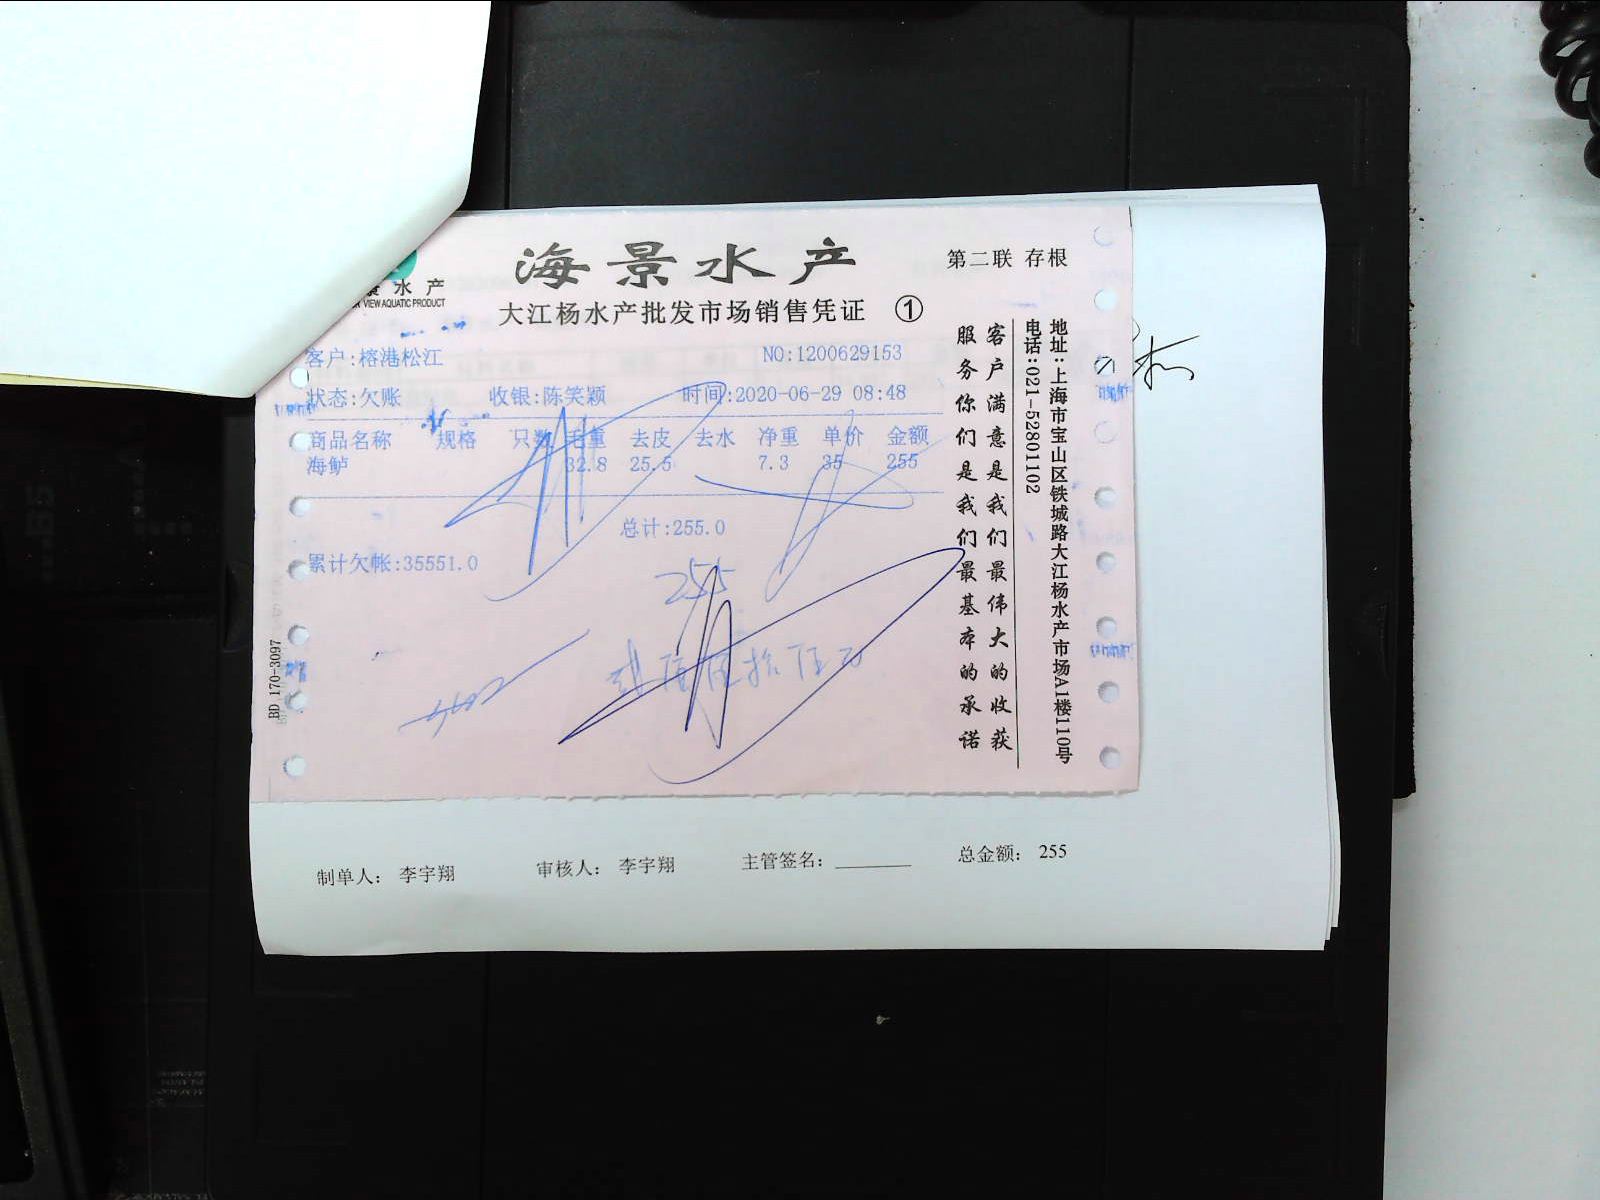 海景水产
第二联 存根
水产
VIEW AQUATIC PRODUCT
大江杨水产批发市场销售凭证 ①
客户:榕港松江 NO:1200629153
状态:欠账 收银:陈笑颖 时间:2020-06-29 08:48
商品名称 规格 只数 毛重 去皮 去水 净重 单价 金额
海鲈 32.8 25.5 7.3 35 255
总计:255.0
累计欠帐:35551.0
255
客户满意是我们最伟大的收获
服务你们是我们最基本的承诺
地址:上海市宝山区铁城路大江杨水产市场A1楼110号
电话:021-52801102
BD 170-3097
制单人: 李宇翔 审核人: 李宇翔 主管签名: 总金额: 255